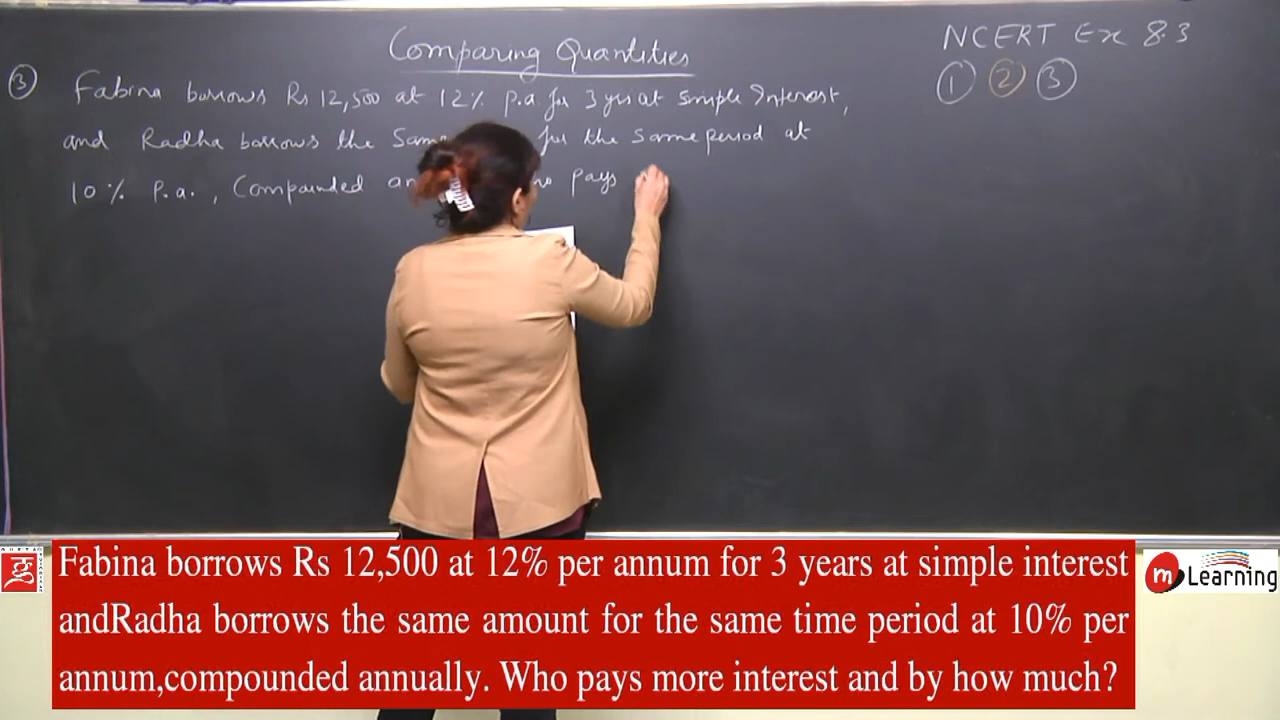 Comparing Quantities
NCERT Ex 8.3
① ② ③
③ Fabina borrows Rs 12,500 at 12% p.a. for 3 yrs at Simple Interest,
and Radha borrows the Same for the Same period at
10% P.a., Compounded pays
Fabina borrows Rs 12,500 at 12% per annum for 3 years at simple interest
andRadha borrows the same amount for the same time period at 10% per
annum,compounded annually. Who pays more interest and by how much?
m Learning